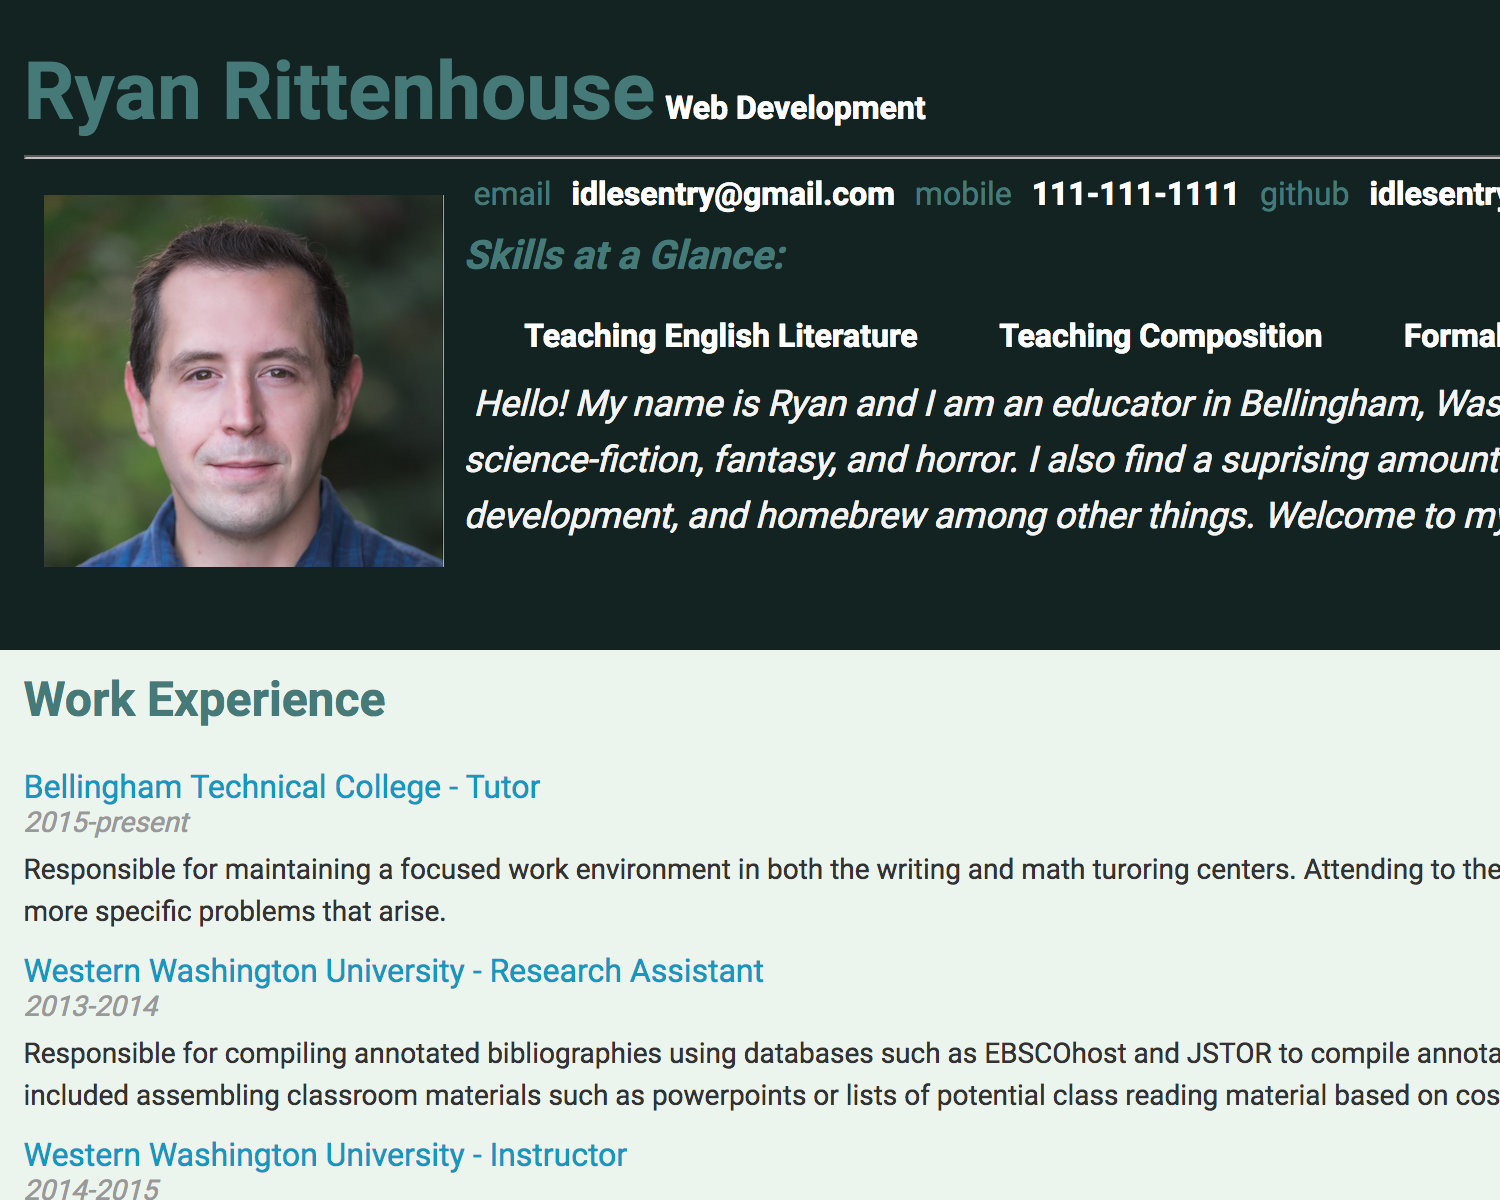 Ryan Rittenhouse Web Development
email idlesentry@gmail.com mobile 111-111-1111 github idlesentry
Skills at a Glance:
Teaching English Literature Teaching Composition Formal
Hello! My name is Ryan and I am an educator in Bellingham, Was
science-fiction, fantasy, and horror. I also find a suprising amount
development, and homebrew among other things. Welcome to my
Work Experience
Bellingham Technical College - Tutor
2015-present
Responsible for maintaining a focused work environment in both the writing and math turoring centers. Attending to the
more specific problems that arise.
Western Washington University - Research Assistant
2013-2014
Responsible for compiling annotated bibliographies using databases such as EBSCOhost and JSTOR to compile annota
included assembling classroom materials such as powerpoints or lists of potential class reading material based on cos
Western Washington University - Instructor
2014-2015